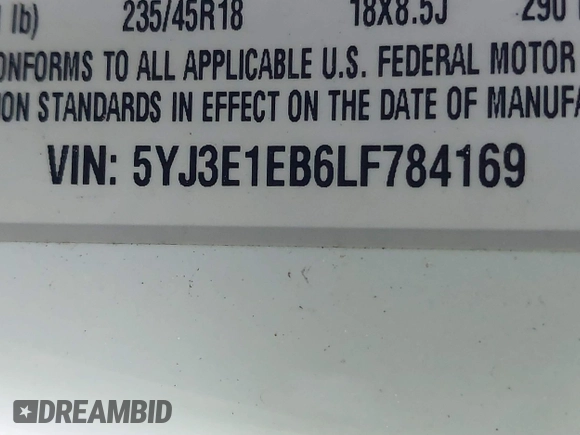 lb) 235/45R18 18X8.5J 290
ONFORMS TO ALL APPLICABLE U.S. FEDERAL MOTOR
ON STANDARDS IN EFFECT ON THE DATE OF MANUFA
VIN: 5YJ3E1EB6LF784169
DREAMBID